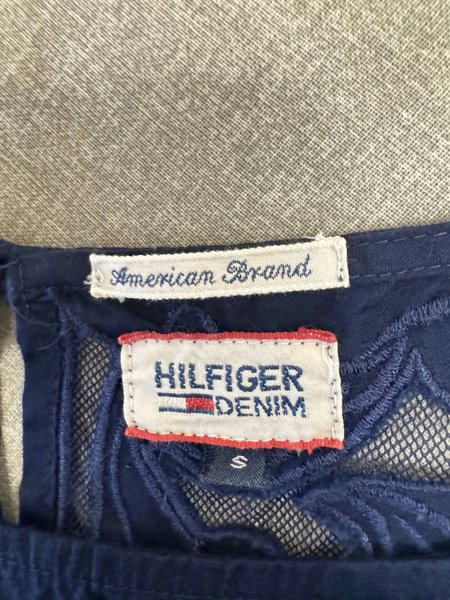 American Brand
HILFIGER
DENIM
S